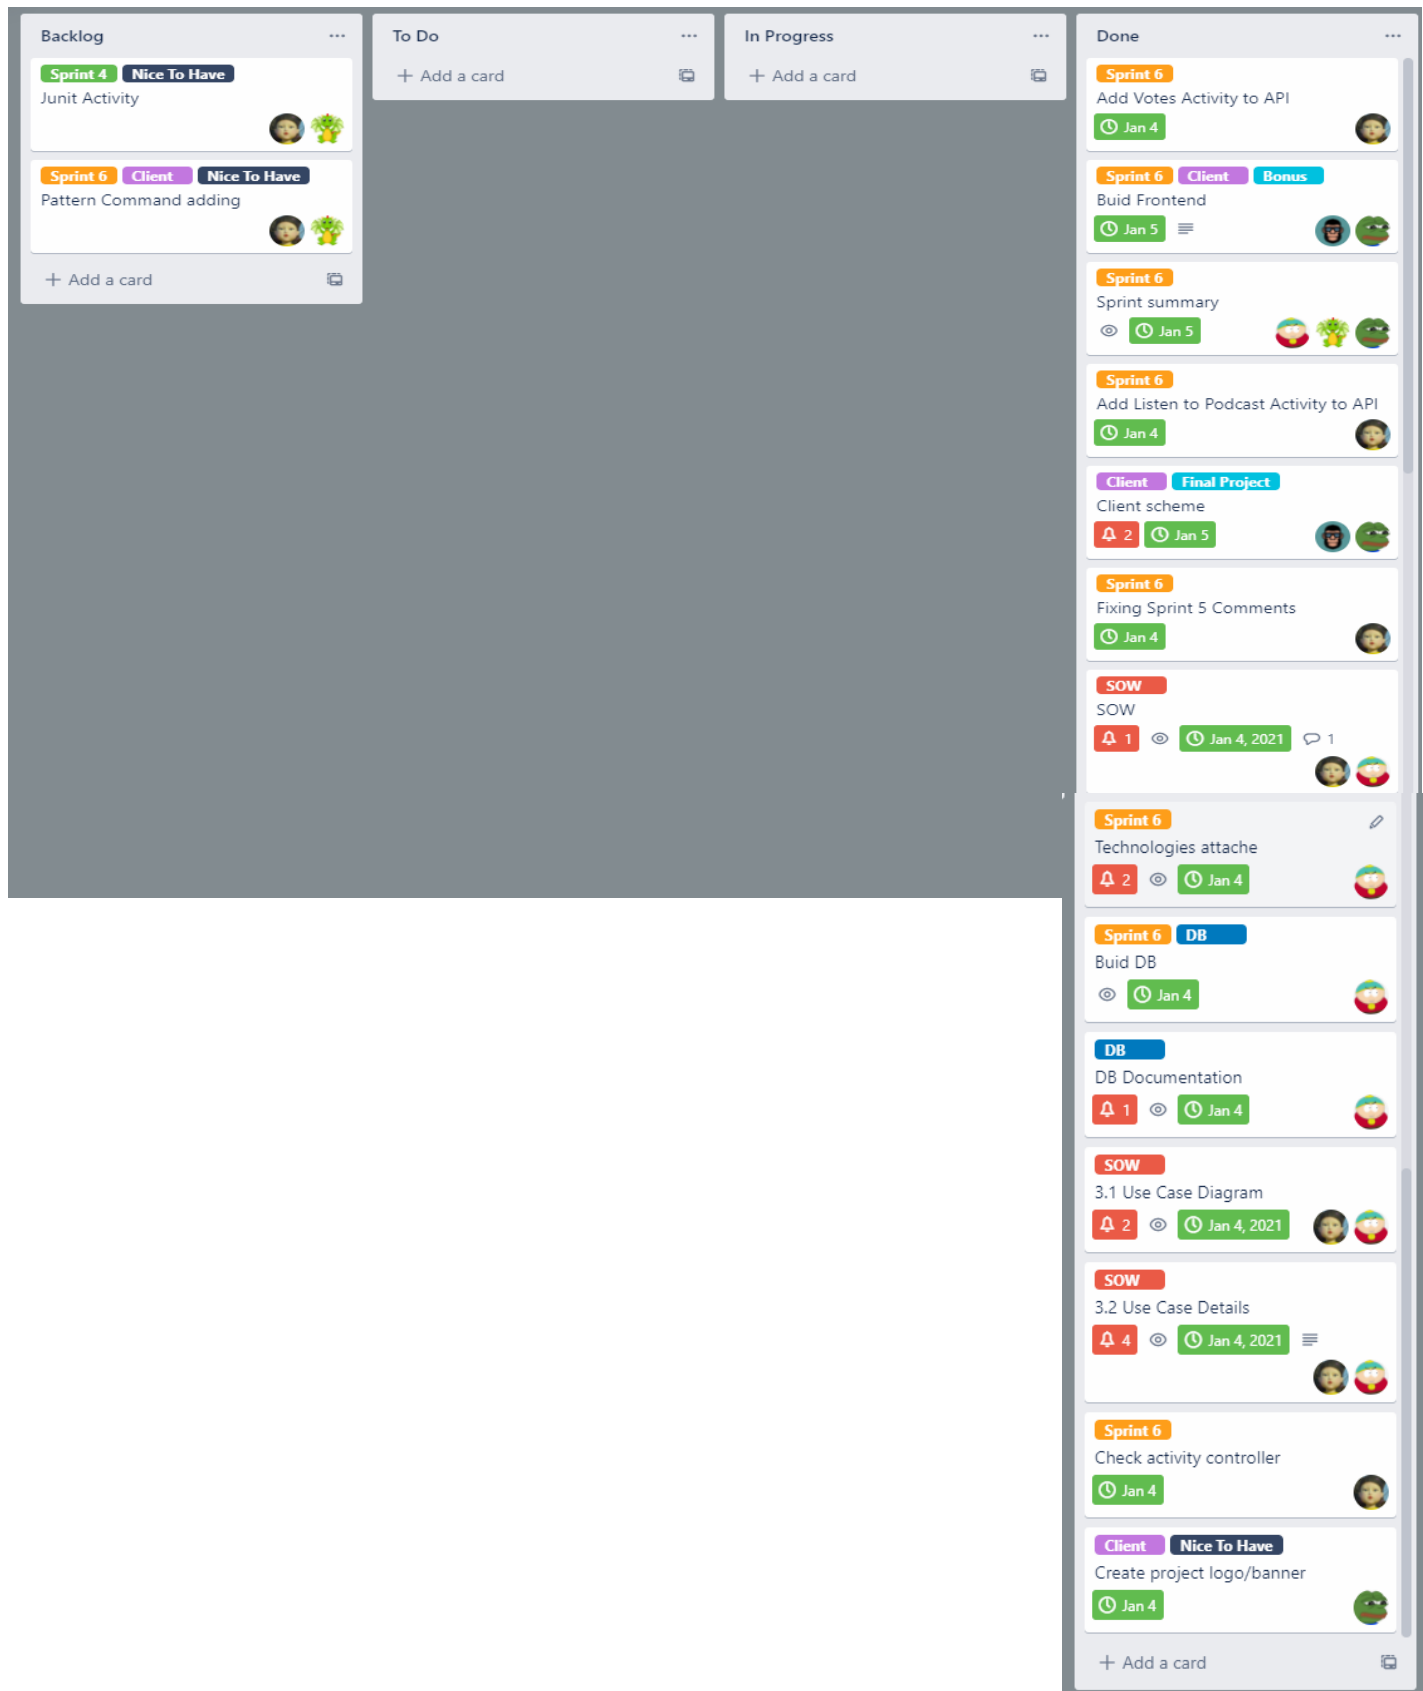 Backlog
Sprint 4 Nice To Have
Junit Activity
Sprint 6 Client Nice To Have
Pattern Command adding
+ Add a card
To Do
+ Add a card
In Progress
+ Add a card
Done
Sprint 6
Add Votes Activity to API
Jan 4
Sprint 6 Client Bonus
Buid Frontend
Jan 5
Sprint 6
Sprint summary
Jan 5
Sprint 6
Add Listen to Podcast Activity to API
Jan 4
Client Final Project
Client scheme
2 Jan 5
Sprint 6
Fixing Sprint 5 Comments
Jan 4
SOW
SOW
1 Jan 4, 2021 1
Sprint 6
Technologies attache
2 Jan 4
Sprint 6 DB
Buid DB
Jan 4
DB
DB Documentation
1 Jan 4
SOW
3.1 Use Case Diagram
2 Jan 4, 2021
SOW
3.2 Use Case Details
4 Jan 4, 2021
Sprint 6
Check activity controller
Jan 4
Client Nice To Have
Create project logo/banner
Jan 4
+ Add a card